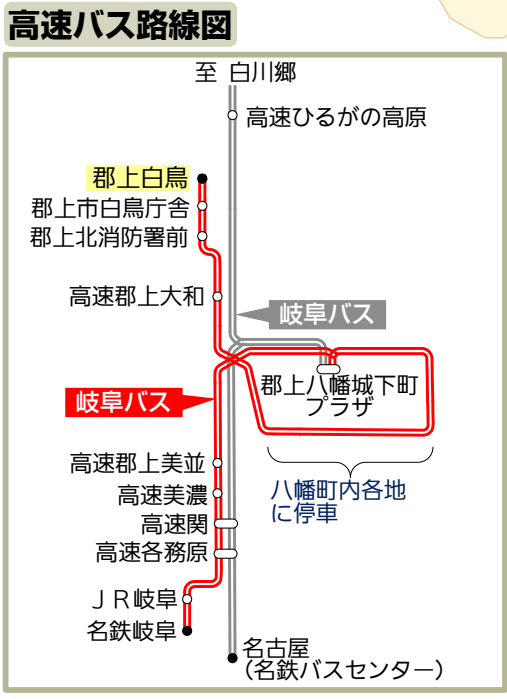 高速バス路線図
至 白川郷
高速ひるがの高原
郡上白鳥
郡上市白鳥庁舎
郡上北消防署前
高速郡上大和
岐阜バス
郡上八幡城下町
プラザ
岐阜バス
高速郡上美並
高速美濃
高速関
高速各務原
八幡町内各地
に停車
ＪＲ岐阜
名鉄岐阜
名古屋
(名鉄バスセンター)